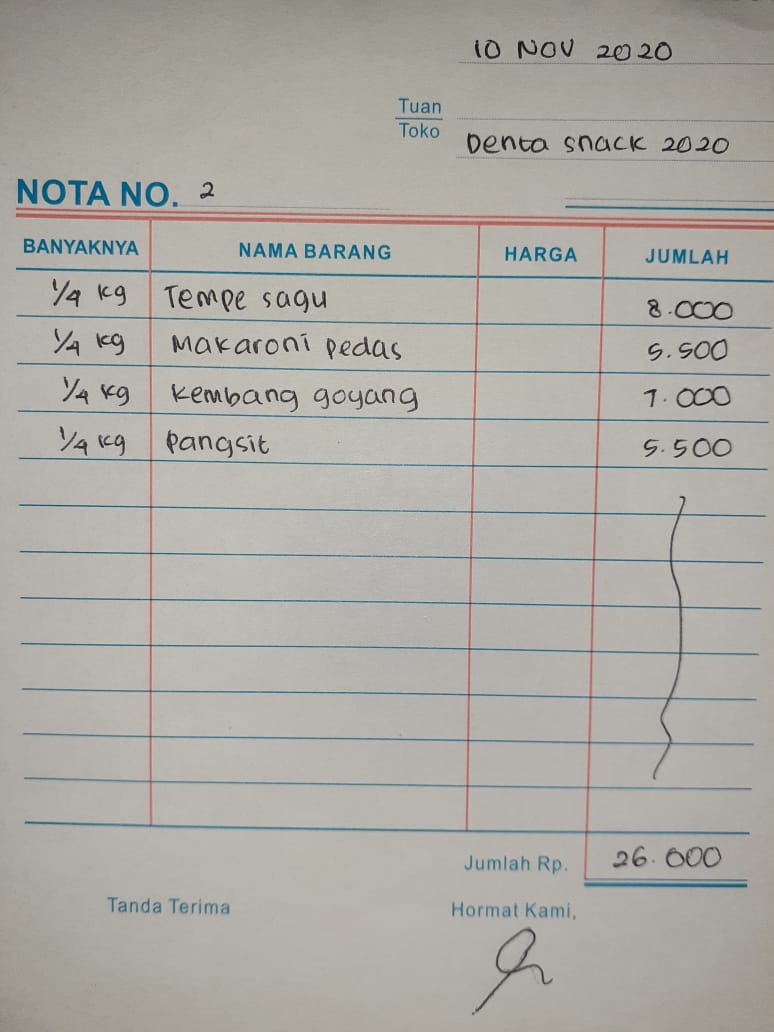 10 NOV 2020
Tuan
Toko Denta snack 2020
NOTA NO. 2
BANYAKNYA NAMA BARANG HARGA JUMLAH
1/4 kg Tempe sagu 8.000
1/4 kg Makaroni pedas 5.500
1/4 kg Kembang goyang 7.000
1/4 kg Pangsit 5.500
Jumlah Rp. 26.000
Tanda Terima Hormat Kami,